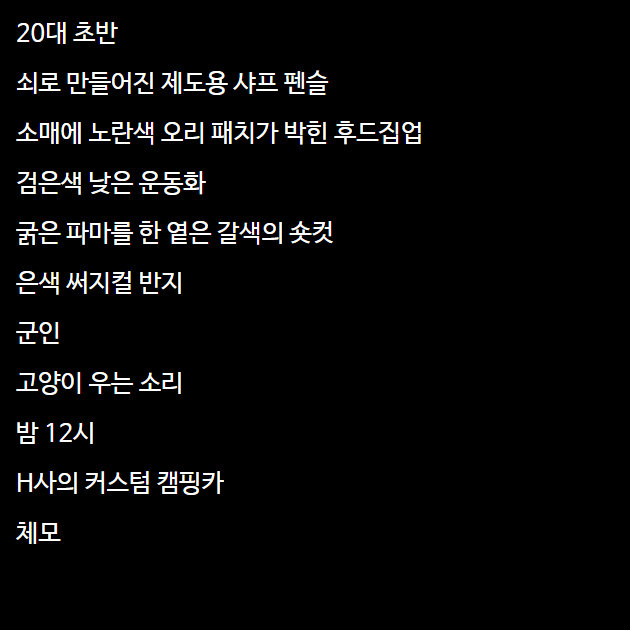 20대 초반
쇠로 만들어진 제도용 샤프 펜슬
소매에 노란색 오리 패치가 박힌 후드집업
검은색 낮은 운동화
굵은 파마를 한 옅은 갈색의 숏컷
은색 써지컬 반지
군인
고양이 우는 소리
밤 12시
H사의 커스텀 캠핑카
체모